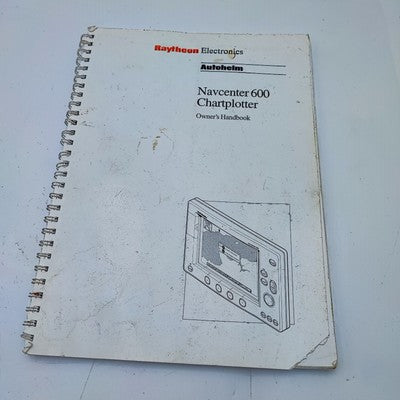 Raytheon Electronics
Autohelm
Navcenter 600
Chartplotter
Owner's Handbook